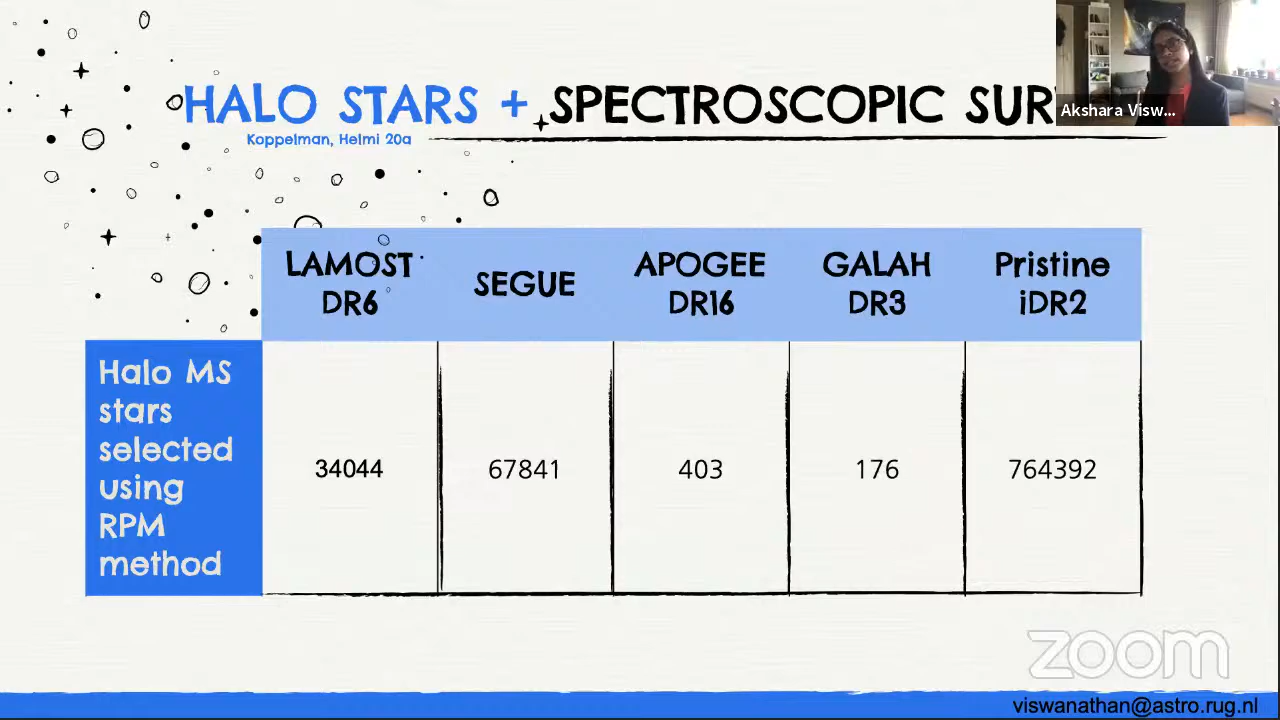 HALO STARS + SPECTROSCOPIC SUR
Akshara Visw...
Koppelman, Helmi 20a
LAMOST DR6
SEGUE
APOGEE DR16
GALAH DR3
Pristine iDR2
Halo MS
stars
selected
using
RPM
method
34044
67841
403
176
764392
zoom
viswanathan@astro.rug.nl